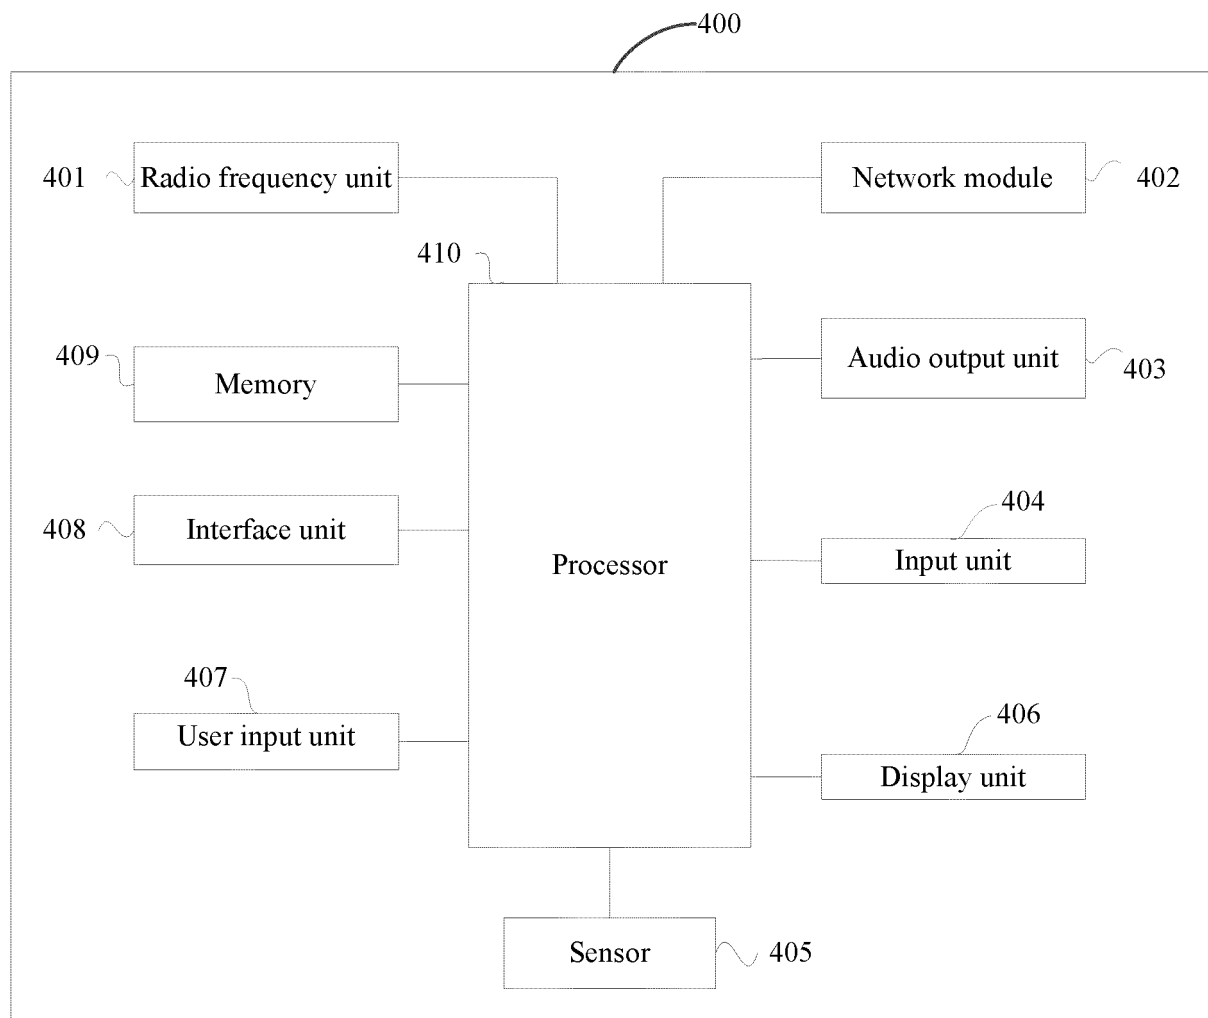 400
401
Radio frequency unit
Network module
402
410
409
Memory
Audio output unit
403
408
Interface unit
Processor
404
Input unit
407
User input unit
406
Display unit
Sensor
405